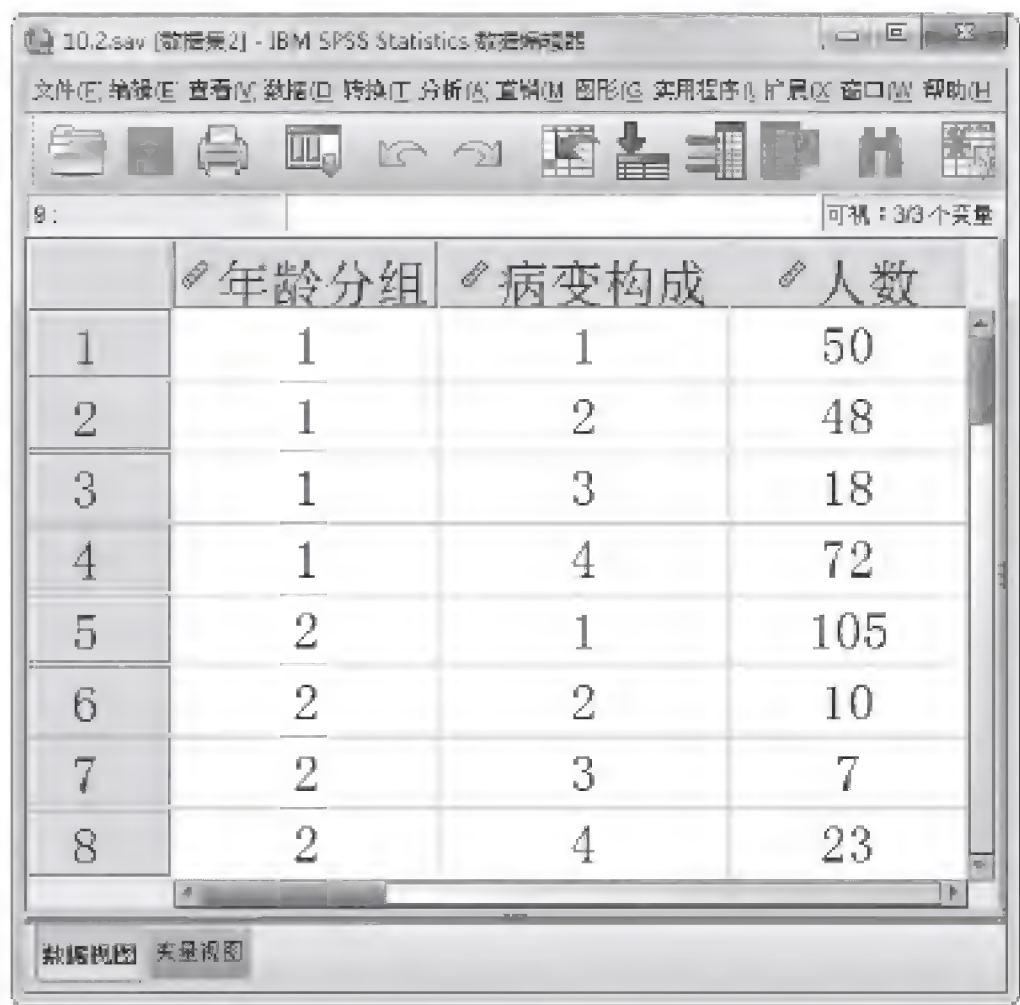 10.2.sav [数据集2] - IBM SPSS Statistics 数据编辑器
文件(F) 编辑(E 查看(V) 数据(D 转换(T 分析(A) 直销(M 图形(G 实用程序(U 扩展(X 窗口(W 帮助(H
9 :
可视：3/3 个变量
年龄分组 病变构成 人数
1 1 1 50
2 1 2 48
3 1 3 18
4 1 4 72
5 2 1 105
6 2 2 10
7 2 3 7
8 2 4 23
数据视图 变量视图